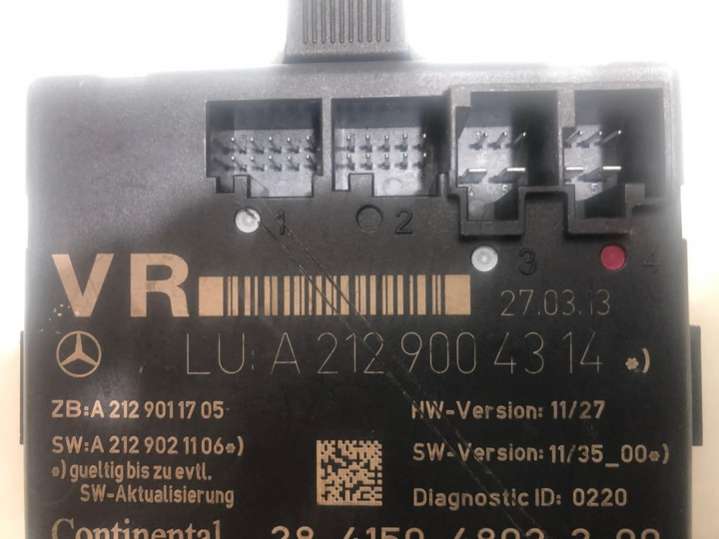 1 2
3 4
VR
27.03.13
LU: A 212 900 43 14 *)
ZB:A 212 901 17 05
HW-Version: 11/27
SW:A 212 902 11 06*)
SW-Version: 11/35_00*)
*) gueltig bis zu evtl.
SW-Aktualisierung
Diagnostic ID: 0220
Continental